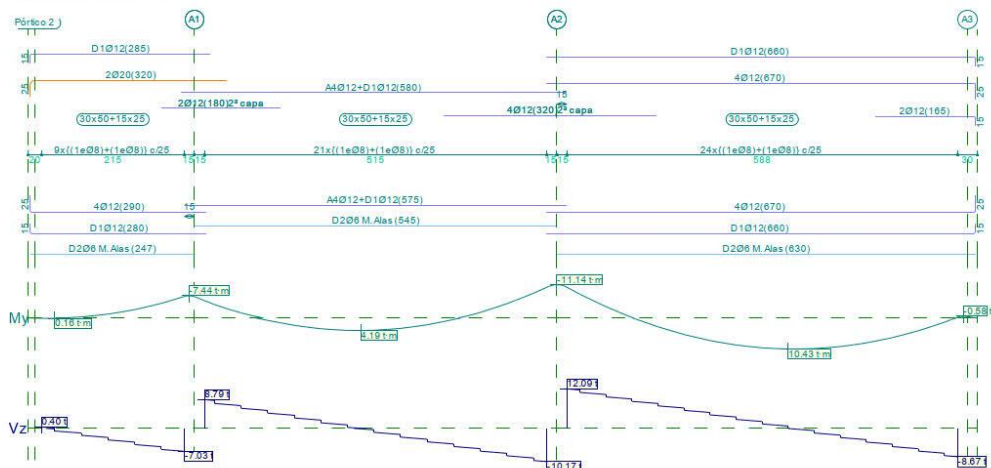 Pórtico 2 A1 A2 A3
15 D1Ø12(285) D1Ø12(660) 15
25 2Ø20(320) 4Ø12(670) 25
A4Ø12+D1Ø12(580) 15
2Ø12(180)2ª capa 4Ø12(320)2ª capa 2Ø12(165) 15
30x50+15x25 30x50+15x25 30x50+15x25
9x{(1eØ8)+(1eØ8)} c/25 21x{(1eØ8)+(1eØ8)} c/25 24x{(1eØ8)+(1eØ8)} c/25
20 215 15 15 515 15 15 588 30
A4Ø12+D1Ø12(575)
25 4Ø12(290) 15 4Ø12(670) 25
D2Ø6 M.Alas(545)
15 D1Ø12(280) D1Ø12(660) 15
D2Ø6 M.Alas(247) D2Ø6 M.Alas(630)
-7.44 t·m -11.14 t·m
My 0.16 t·m 4.19 t·m 10.43 t·m -0.58 t
Vz 0.40 t -7.03 t 8.79 t -10.17 t 12.09 t -8.67 t